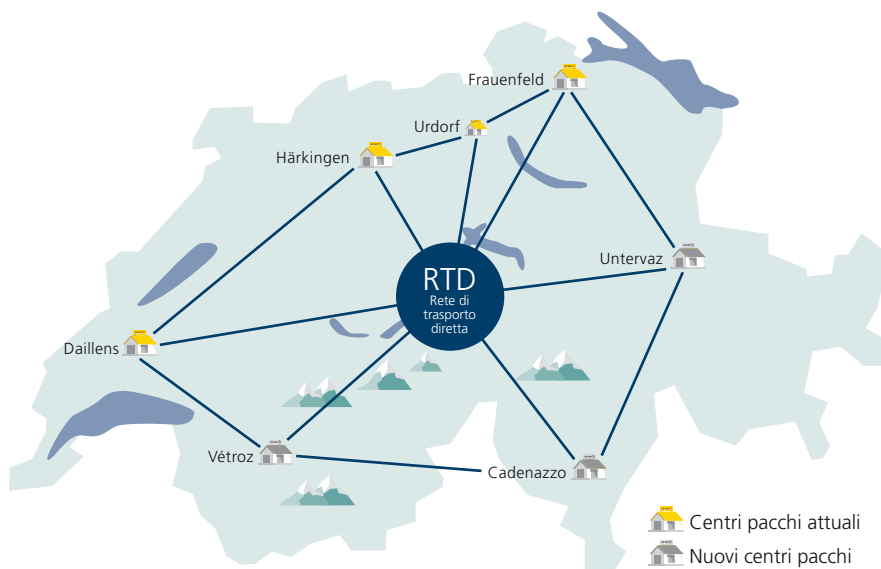 Frauenfeld
Urdorf
Härkingen
Untervaz
RTD
Rete di
trasporto
diretta
Daillens
Vétroz
Cadenazzo
Centri pacchi attuali
Nuovi centri pacchi